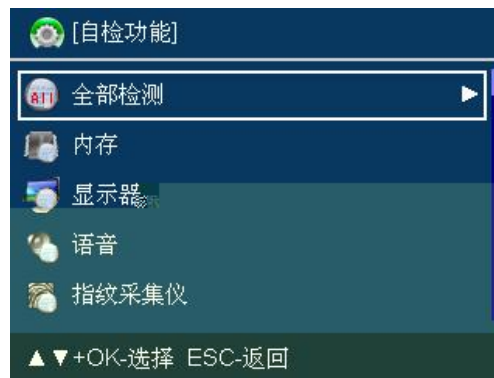 [自检功能]
全部检测
内存
显示器
语音
指纹采集仪
▲▼+OK-选择 ESC-返回